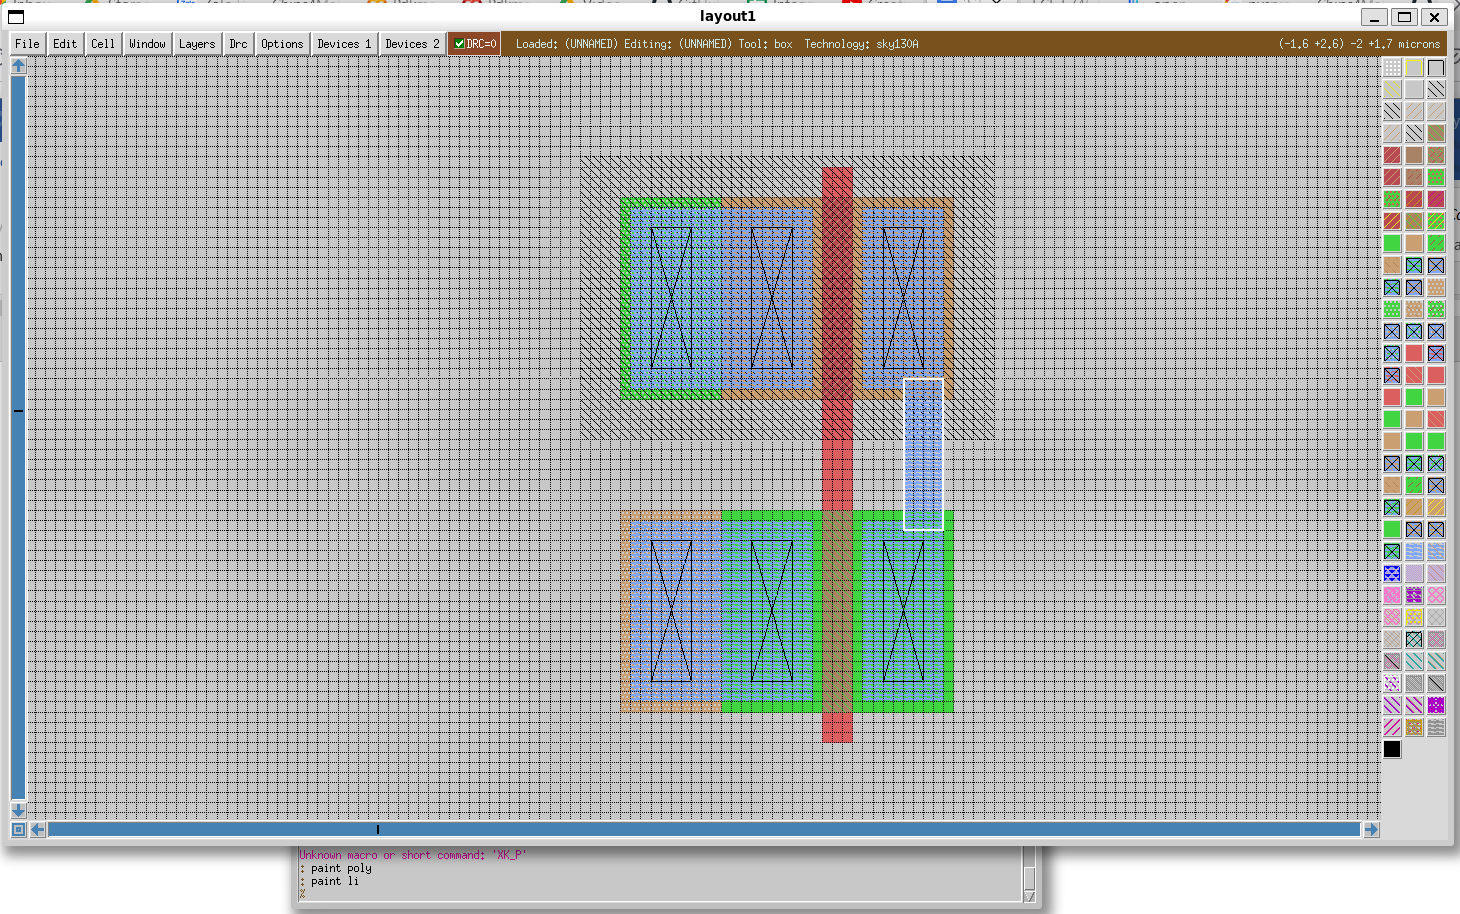 layout1
File Edit Cell Window Layers Drc Options Devices 1 Devices 2 DRC=0 Loaded: (UNNAMED) Editing: (UNNAMED) Tool: box Technology: sky130A (-1.6 +2.6) -2 +1.7 microns
Unknown macro or short command: 'XK_P'
: paint poly
: paint li
%